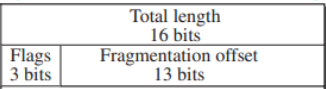 Total length
16 bits
Flags Fragmentation offset
3 bits 13 bits